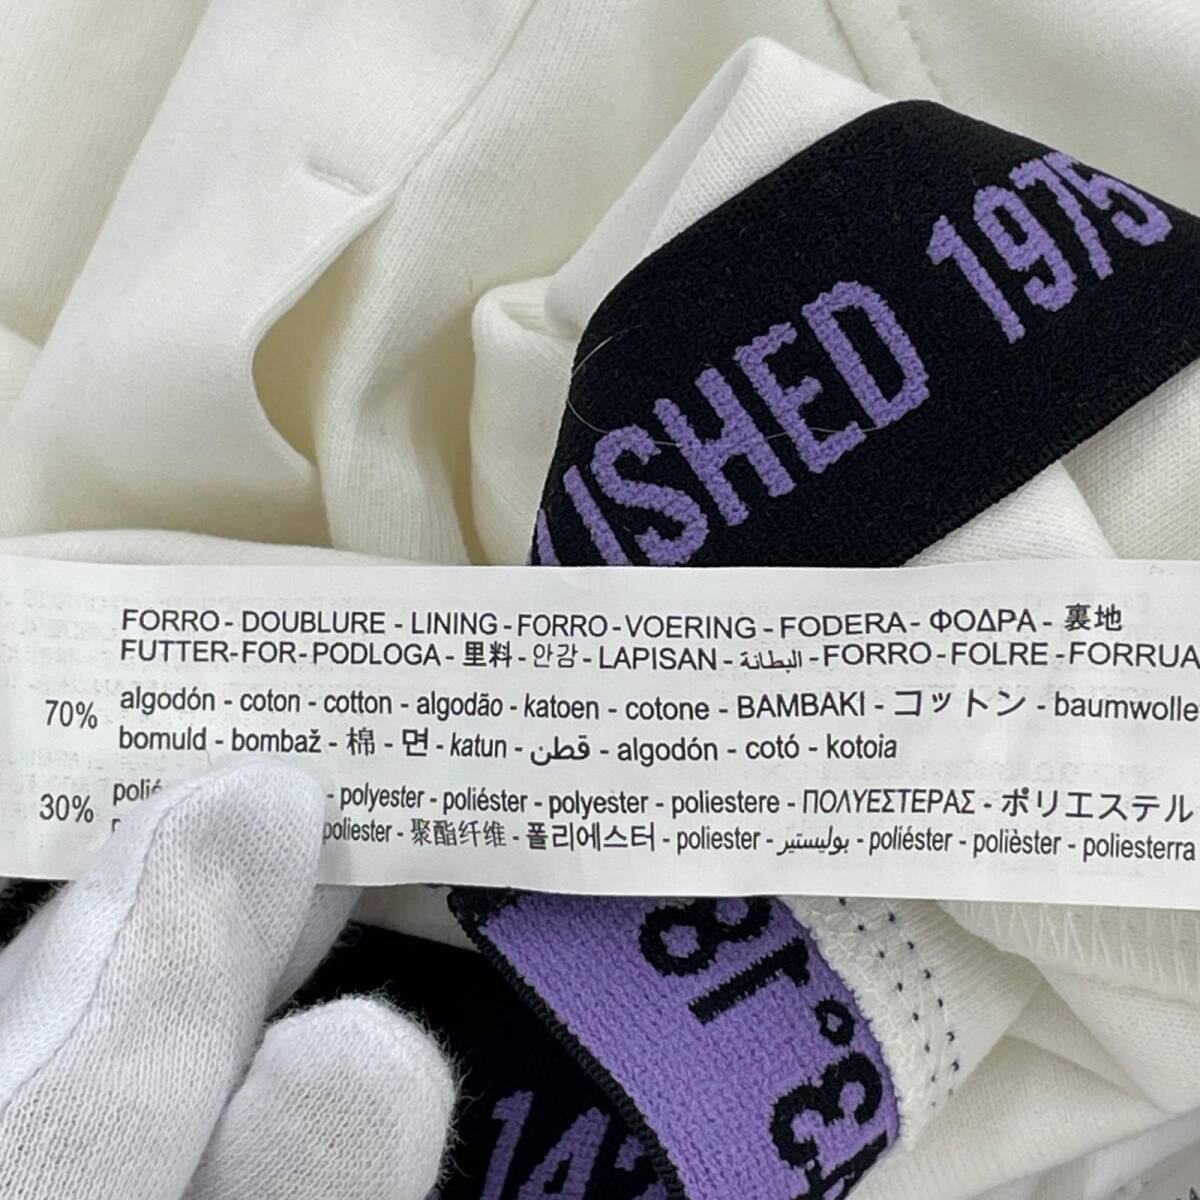 1975
ISHED
FORRO - DOUBLURE - LINING - FORRO - VOERING - FODERA - ΦΟΔΡΑ - 裏地
FUTTER-FOR-PODLOGA - 里料 - 안감 - LAPISAN - البطانة - FORRO - FOLRE - FORRUA
70% algodón - coton - cotton - algodão - katoen - cotone - BAMBAKI - コットン - baumwolle
bomuld - bombaž - 棉 - 면 - katun - قطن - algodón - cotó - kotoia
30% - polyester - poliéster - polyester - poliestere - ΠΟΛΥΕΣΤΕΡΑΣ - ポリエステル
poliester - 聚酯纤维 - 폴리에스터 - poliester - بوليستير - poliéster - polièster - poliesterra